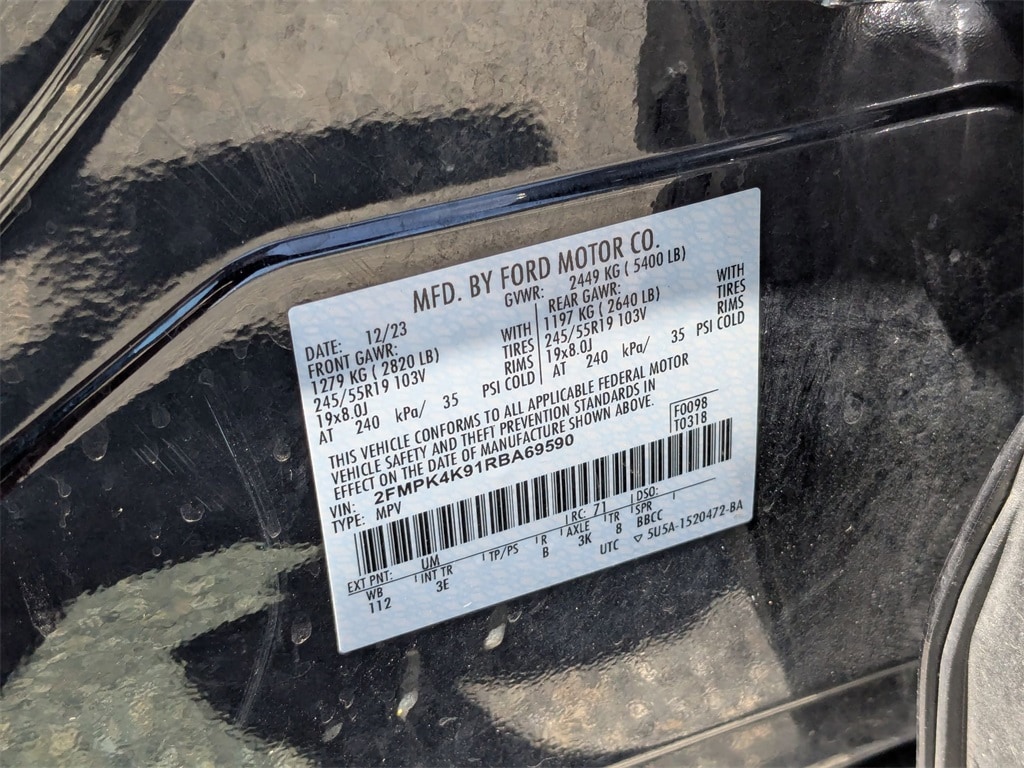 MFD. BY FORD MOTOR CO.
DATE: 12/23 GVWR: 2449 KG ( 5400 LB)
FRONT GAWR: REAR GAWR:
1279 KG ( 2820 LB) WITH 1197 KG ( 2640 LB) WITH
245/55R19 103V TIRES 245/55R19 103V TIRES
19x8.0J RIMS 19x8.0J RIMS
AT 240 kPa/ 35 PSI COLD AT 240 kPa/ 35 PSI COLD
THIS VEHICLE CONFORMS TO ALL APPLICABLE FEDERAL MOTOR
VEHICLE SAFETY AND THEFT PREVENTION STANDARDS IN
EFFECT ON THE DATE OF MANUFACTURE SHOWN ABOVE.
VIN: 2FMPK4K91RBA69590 F0098
TYPE: MPV T0318
EXT PNT: UM RC: 71 DSO:
WB INT TR TP/PS R AXLE TR SPR
112 3E B 3K 8 BBCC
UTC ▽ 5U5A-1520472-BA